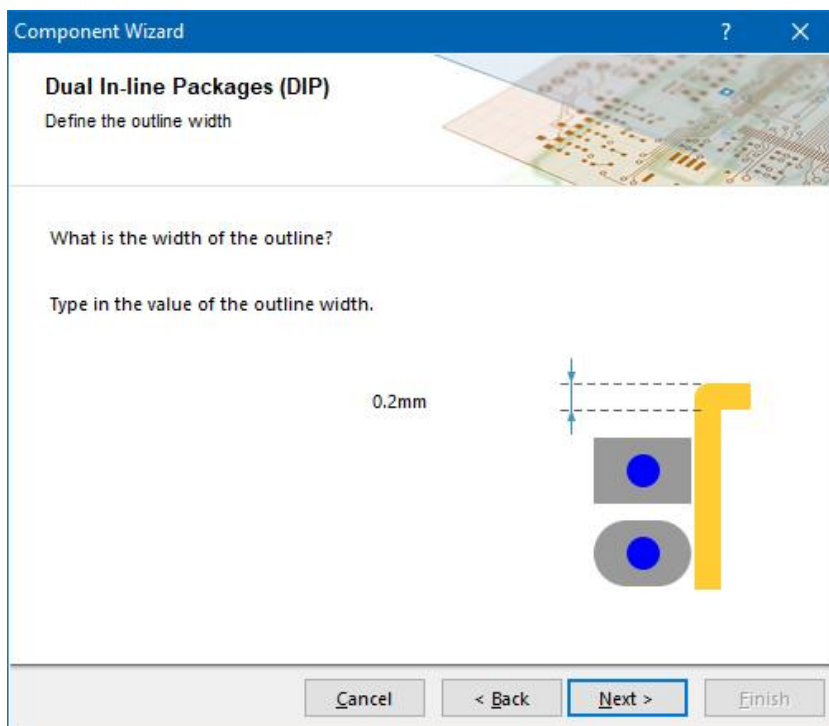 Component Wizard
?
Dual In-line Packages (DIP)
Define the outline width
What is the width of the outline?
Type in the value of the outline width.
0.2mm
Cancel
< Back
Next >
Finish